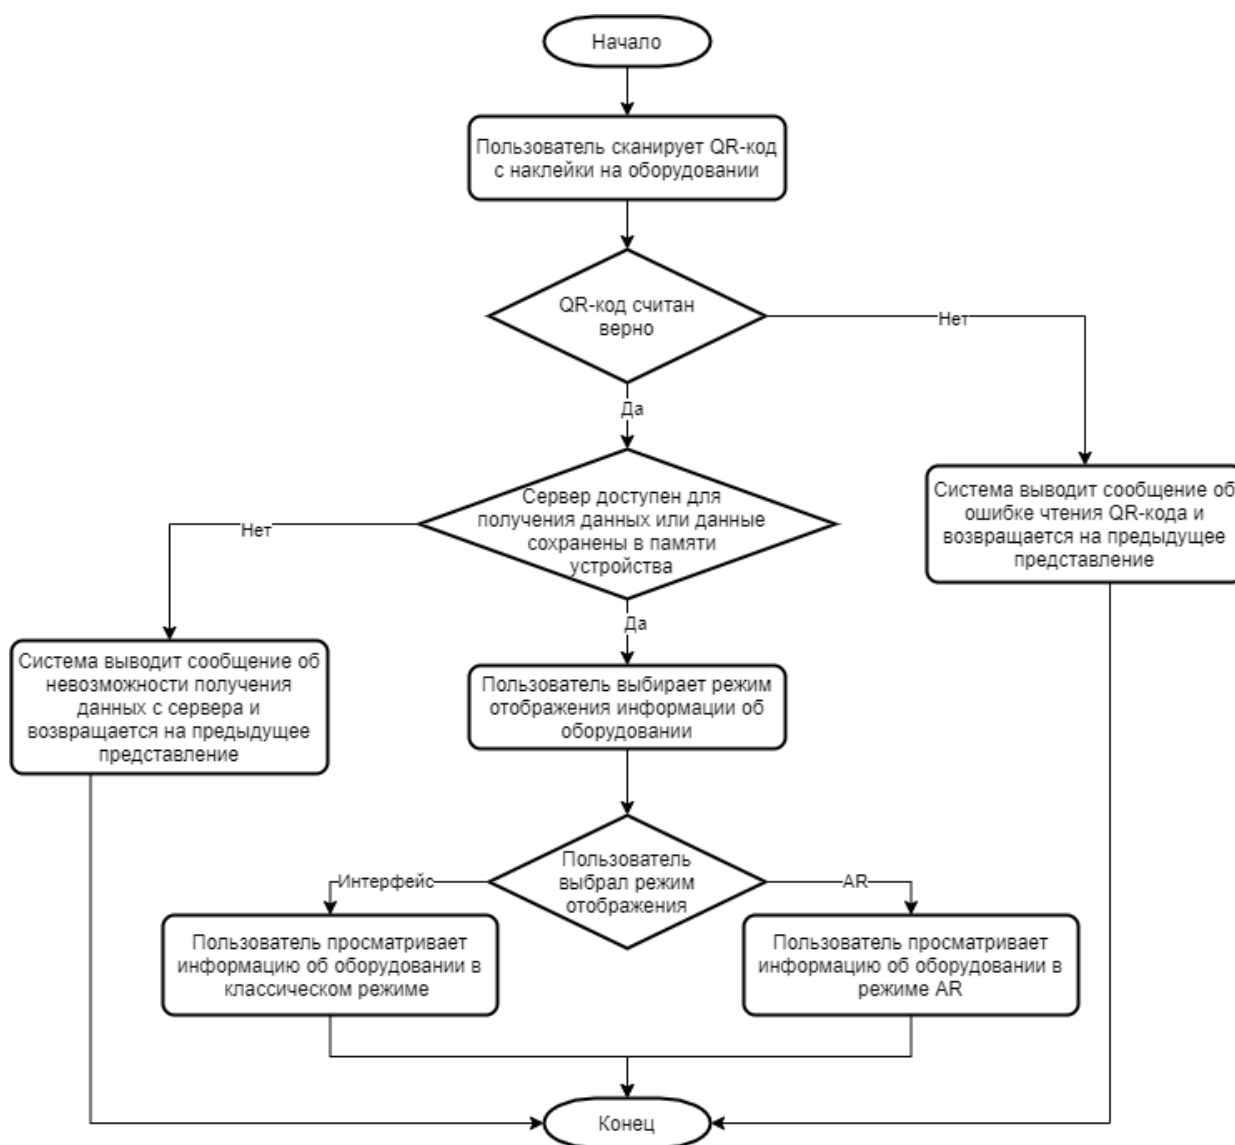 Начало
Пользователь сканирует QR-код
с наклейки на оборудовании
QR-код считан
верно
Нет
Да
Сервер доступен для
получения данных или данные
сохранены в памяти
устройства
Нет
Система выводит сообщение об
ошибке чтения QR-кода и
возвращается на предыдущее
представление
Да
Система выводит сообщение об
невозможности получения
данных с сервера и
возвращается на предыдущее
представление
Пользователь выбирает режим
отображения информации об
оборудовании
Пользователь
выбрал режим
отображения
Интерфейс
AR
Пользователь просматривает
информацию об оборудовании в
классическом режиме
Пользователь просматривает
информацию об оборудовании в
режиме AR
Конец